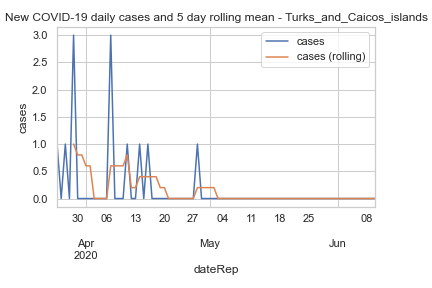 New COVID-19 daily cases and 5 day rolling mean - Turks_and_Caicos_islands
cases
cases (rolling)
3.0
2.5
2.0
1.5
1.0
0.5
0.0
cases
30 06 13 20 27 04 11 18 25 08
Apr May Jun
2020
dateRep